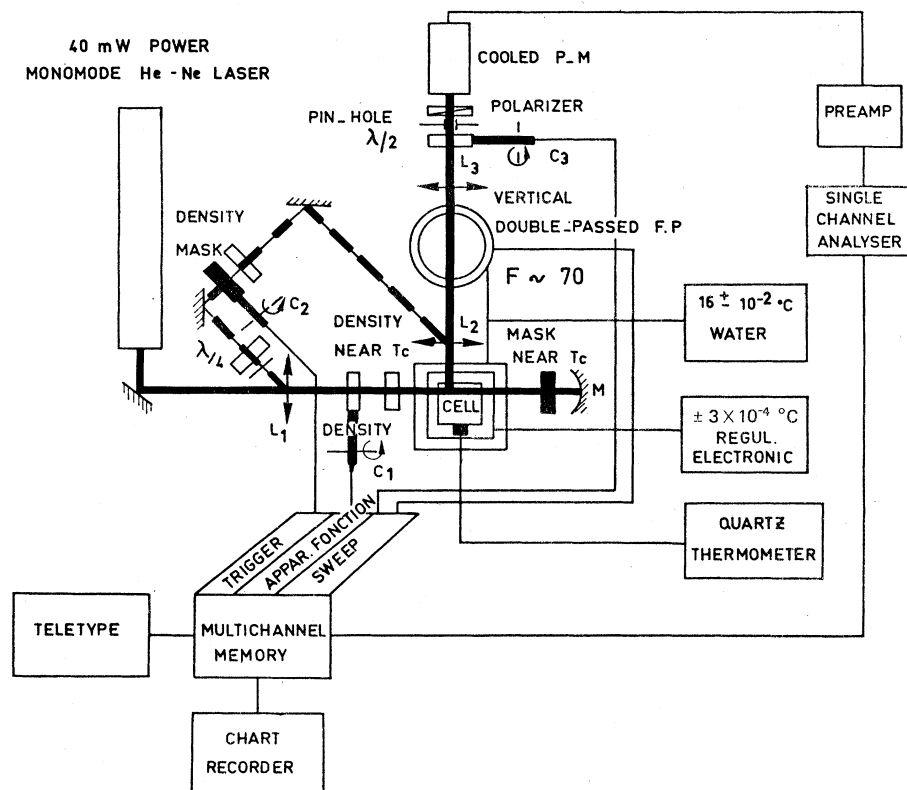 40 mW POWER
MONOMODE He - Ne LASER
COOLED P_M
PIN_HOLE
POLARIZER
λ/2
C3
L3
PREAMP
SINGLE
CHANNEL
ANALYSER
VERTICAL
DOUBLE_PASSED F.P
F ~ 70
DENSITY
MASK
C2
λ/4
L1
DENSITY
NEAR Tc
L2
MASK
NEAR Tc
M
CELL
16 ± 10-2 °C
WATER
± 3 × 10-4 °C
REGUL.
ELECTRONIC
DENSITY
C1
QUARTZ
THERMOMETER
TRIGGER
APPAR. FONCTION
SWEEP
TELETYPE
MULTICHANNEL
MEMORY
CHART
RECORDER